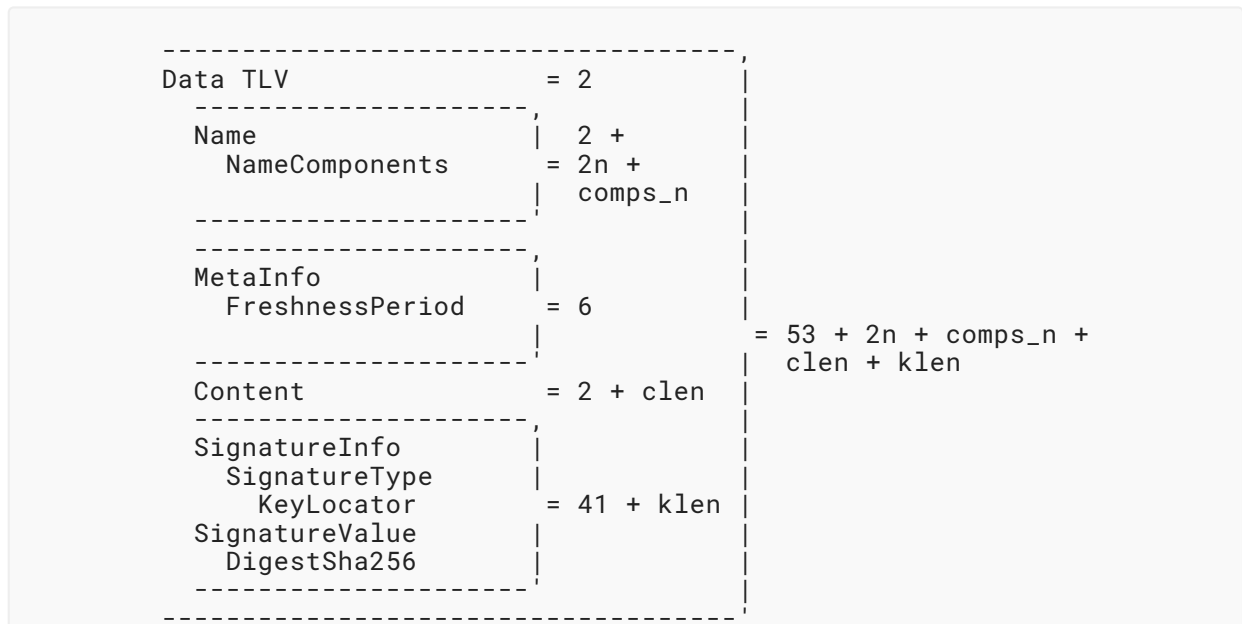 -----------------------------------,
Data TLV                = 2         |
  ---------------------,            |
  Name                 |  2 +       |
    NameComponents      = 2n +      |
                       |  comps_n   |
  ---------------------'            |
  ---------------------,            |
  MetaInfo             |            |
    FreshnessPeriod     = 6         |
                       |             = 53 + 2n + comps_n +
  ---------------------'            |  clen + klen
  Content               = 2 + clen  |
  ---------------------,            |
  SignatureInfo        |            |
    SignatureType      |            |
      KeyLocator        = 41 + klen |
  SignatureValue       |            |
    DigestSha256       |            |
  ---------------------'            |
------------------------------------'